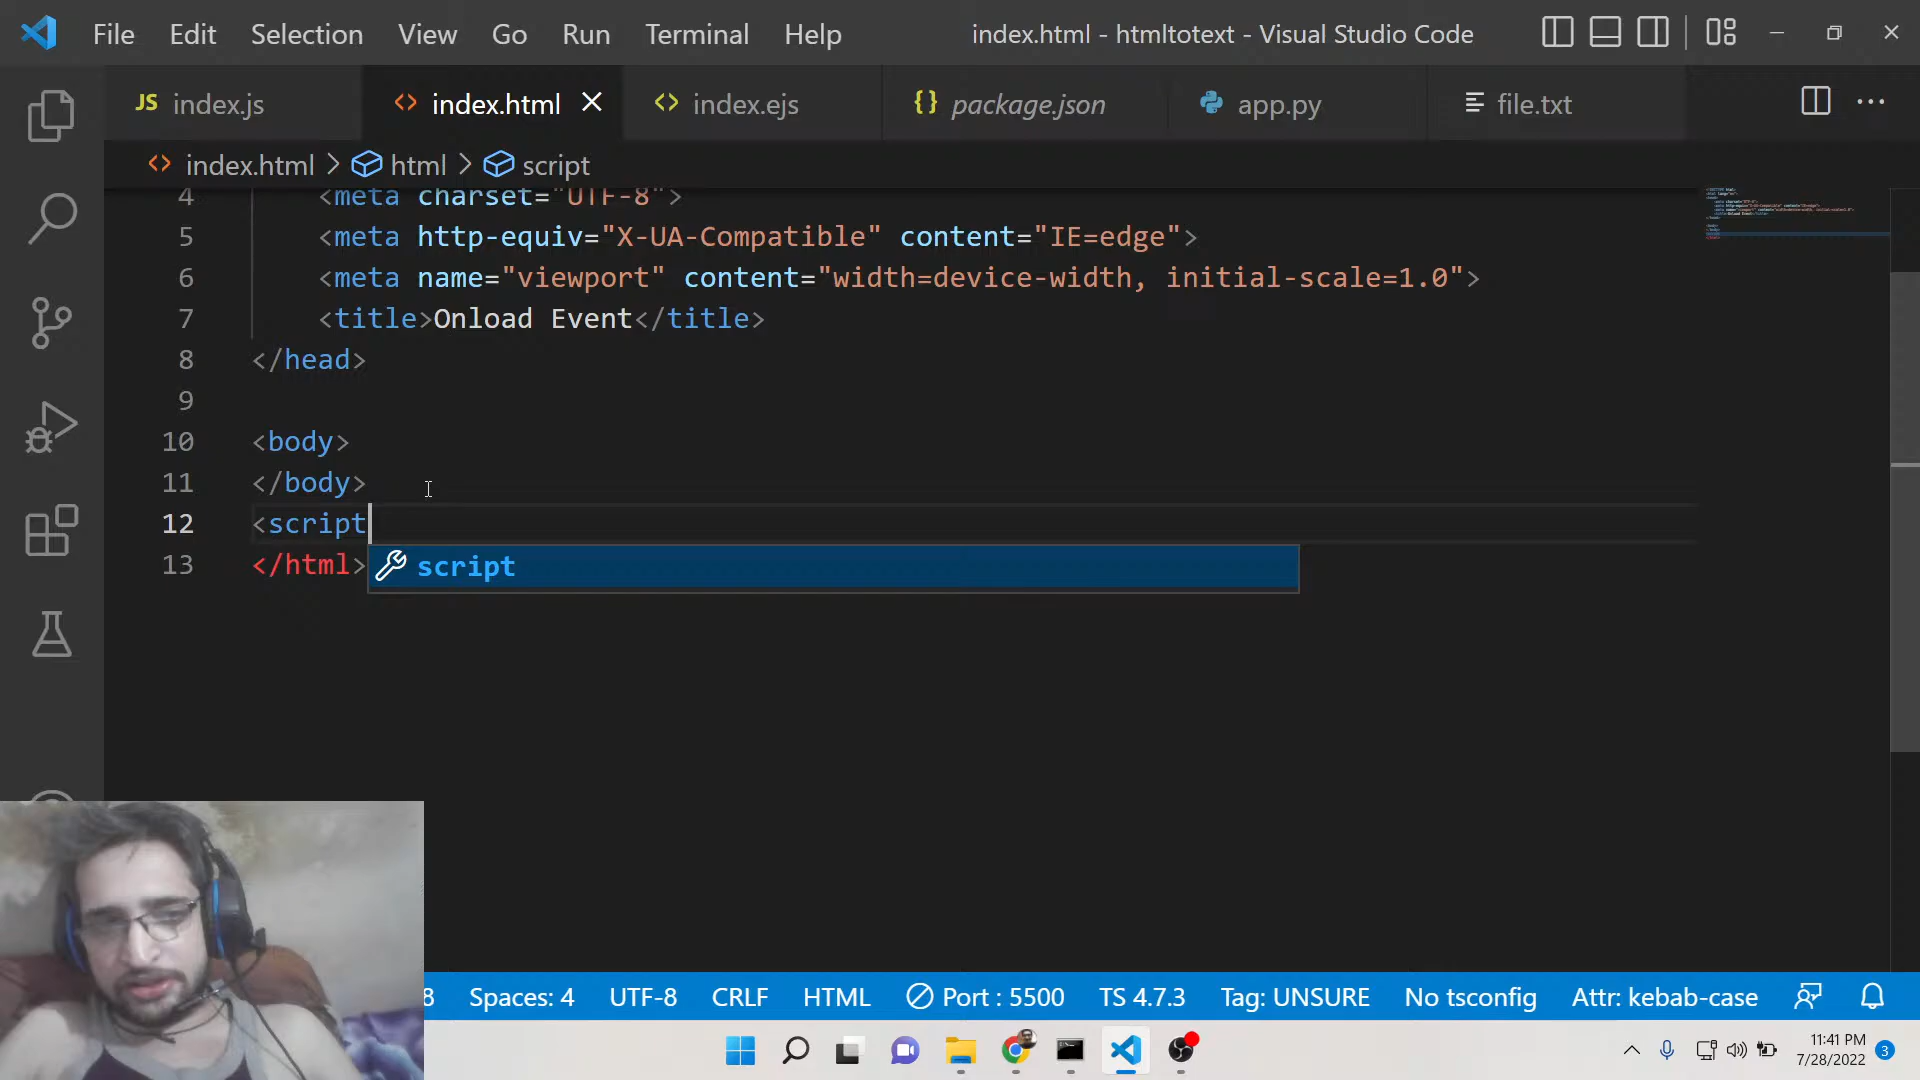 File Edit Selection View Go Run Terminal Help index.html - htmltotext - Visual Studio Code
JS index.js <> index.html <> index.ejs {} package.json app.py file.txt
<> index.html > html > script
4 <meta charset="UTF-8">
5 <meta http-equiv="X-UA-Compatible" content="IE=edge">
6 <meta name="viewport" content="width=device-width, initial-scale=1.0">
7 <title>Onload Event</title>
8 </head>
9
10 <body>
11 </body>
12 <script
13 </html>
script
8 Spaces: 4 UTF-8 CRLF HTML Port : 5500 TS 4.7.3 Tag: UNSURE No tsconfig Attr: kebab-case
11:41 PM
7/28/2022 3